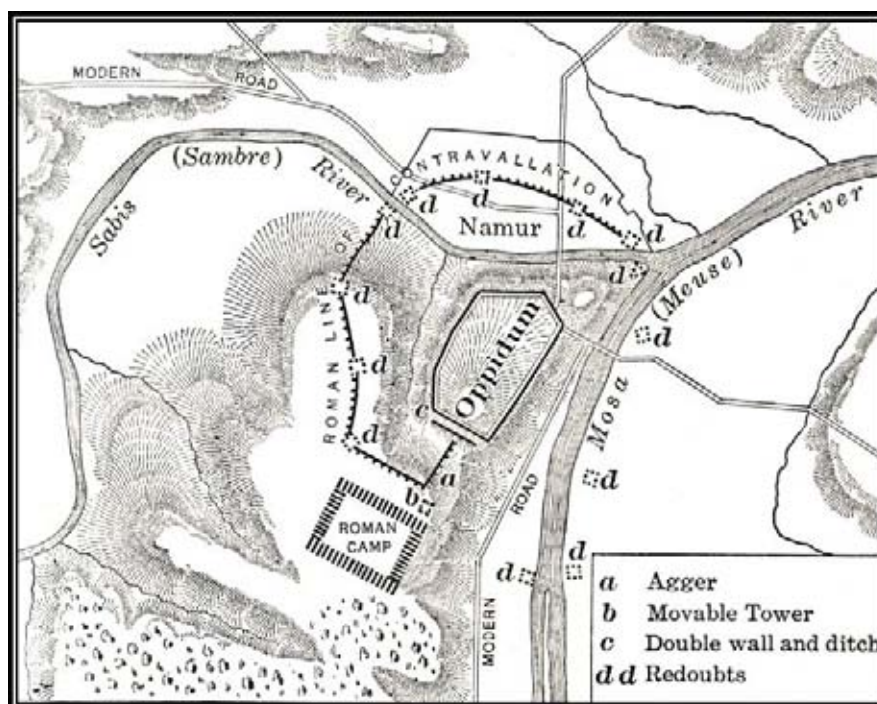 MODERN
ROAD
(Sambre)
River
Sabis
ROMAN LINE OF CONTRAVALLATION
d
d
d
d
Namur
d
d
d
d
d
River
(Meuse)
Mosa
d
Oppidum
c
a
b
ROMAN
CAMP
MODERN ROAD
d
d
d
a Agger
b Movable Tower
c Double wall and ditch
d d Redoubts